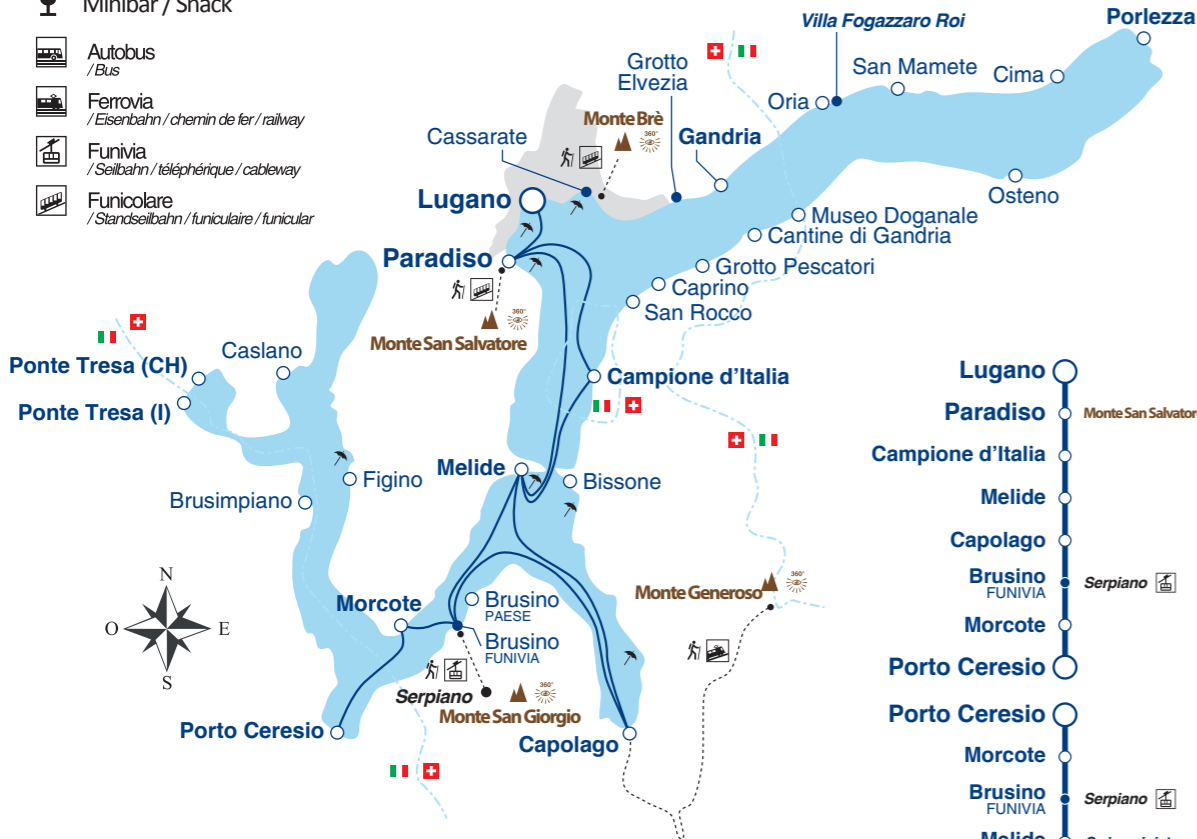 Minibar / Snack
Autobus
/ Bus
Ferrovia
/ Eisenbahn / chemin de fer / railway
Funivia
/ Seilbahn / téléphérique / cableway
Funicolare
/ Standseilbahn / funiculaire / funicular
Villa Fogazzaro Roi
Porlezza
Grotto
Elvezia
San Mamete
Cima
Oria
Monte Brè
360°
Cassarate
Gandria
Osteno
Lugano
Museo Doganale
Cantine di Gandria
Paradiso
Grotto Pescatori
Caprino
San Rocco
360°
Monte San Salvatore
Caslano
Ponte Tresa (CH)
Ponte Tresa (I)
Campione d'Italia
Melide
Bissone
Figino
Brusimpiano
N
O
E
S
Morcote
Brusino
PAESE
Brusino
FUNIVIA
360°
Monte Generoso
Serpiano
360°
Monte San Giorgio
Porto Ceresio
Capolago
Lugano
Paradiso
Monte San Salvator
Campione d'Italia
Melide
Capolago
Brusino
FUNIVIA
Serpiano
Morcote
Porto Ceresio
Porto Ceresio
Morcote
Brusino
FUNIVIA
Serpiano
Melide